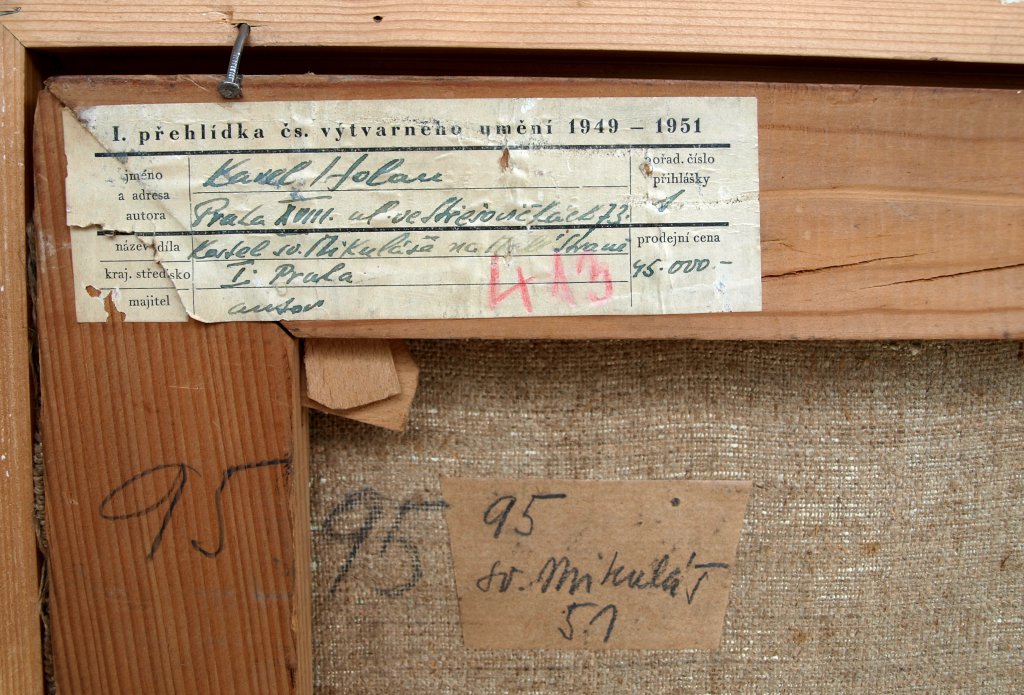 I. přehlídka čs. výtvarného umění 1949 – 1951
jméno a adresa autora
Karel Holan
Praha XVIII. ul. ve Střešovičkách 73.
pořad. číslo přihlášky
1
název díla
Kostel sv. Mikuláše na Malé Straně
kraj. středisko
I. Praha
majitel
autor
prodejní cena
45.000.-
413
95
95
95
sv. Mikuláš
51